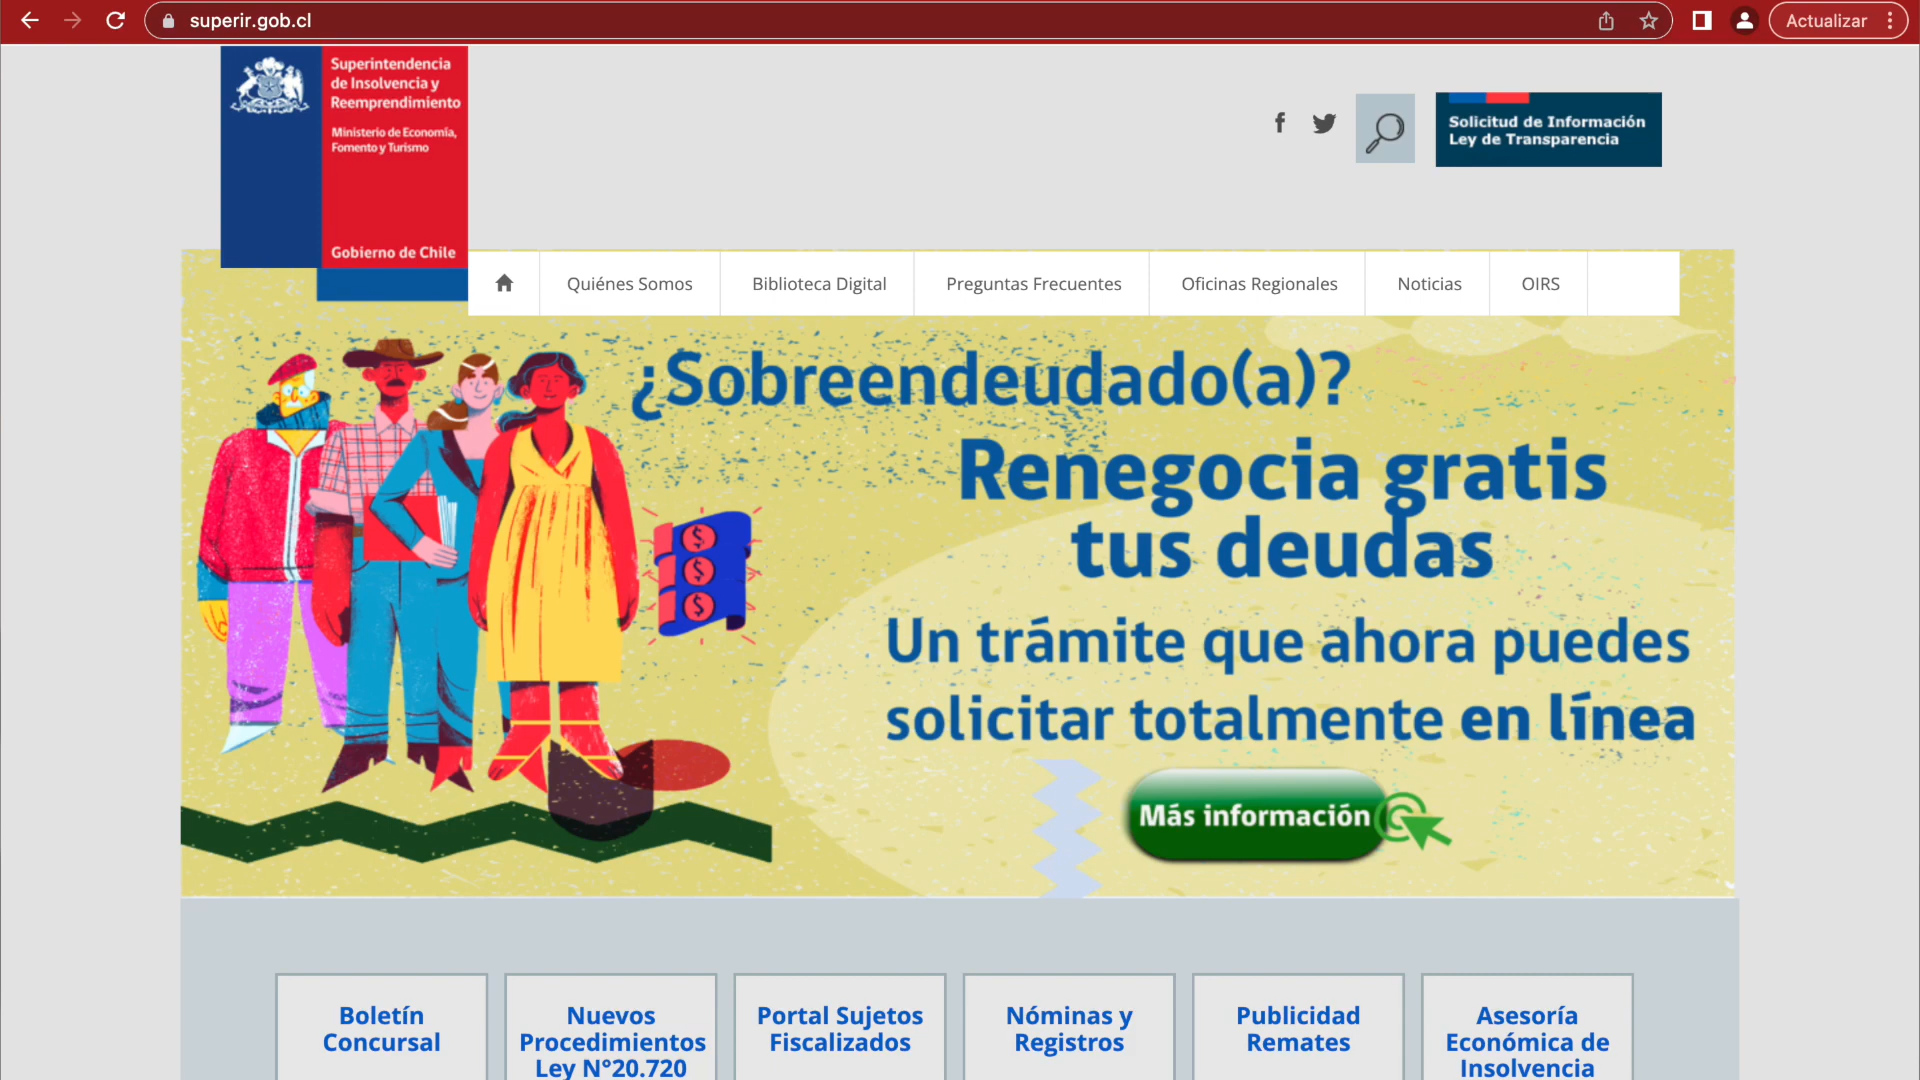 superir.gob.cl
Actualizar
Superintendencia
de Insolvencia y
Reemprendimiento
Ministerio de Economía,
Fomento y Turismo
Gobierno de Chile
Solicitud de Información
Ley de Transparencia
Quiénes Somos
Biblioteca Digital
Preguntas Frecuentes
Oficinas Regionales
Noticias
OIRS
¿Sobreendeudado(a)?
Renegocia gratis
tus deudas
Un trámite que ahora puedes
solicitar totalmente en línea
Más información
Boletín
Concursal
Nuevos
Procedimientos
Ley N°20.720
Portal Sujetos
Fiscalizados
Nóminas y
Registros
Publicidad
Remates
Asesoría
Económica de
Insolvencia